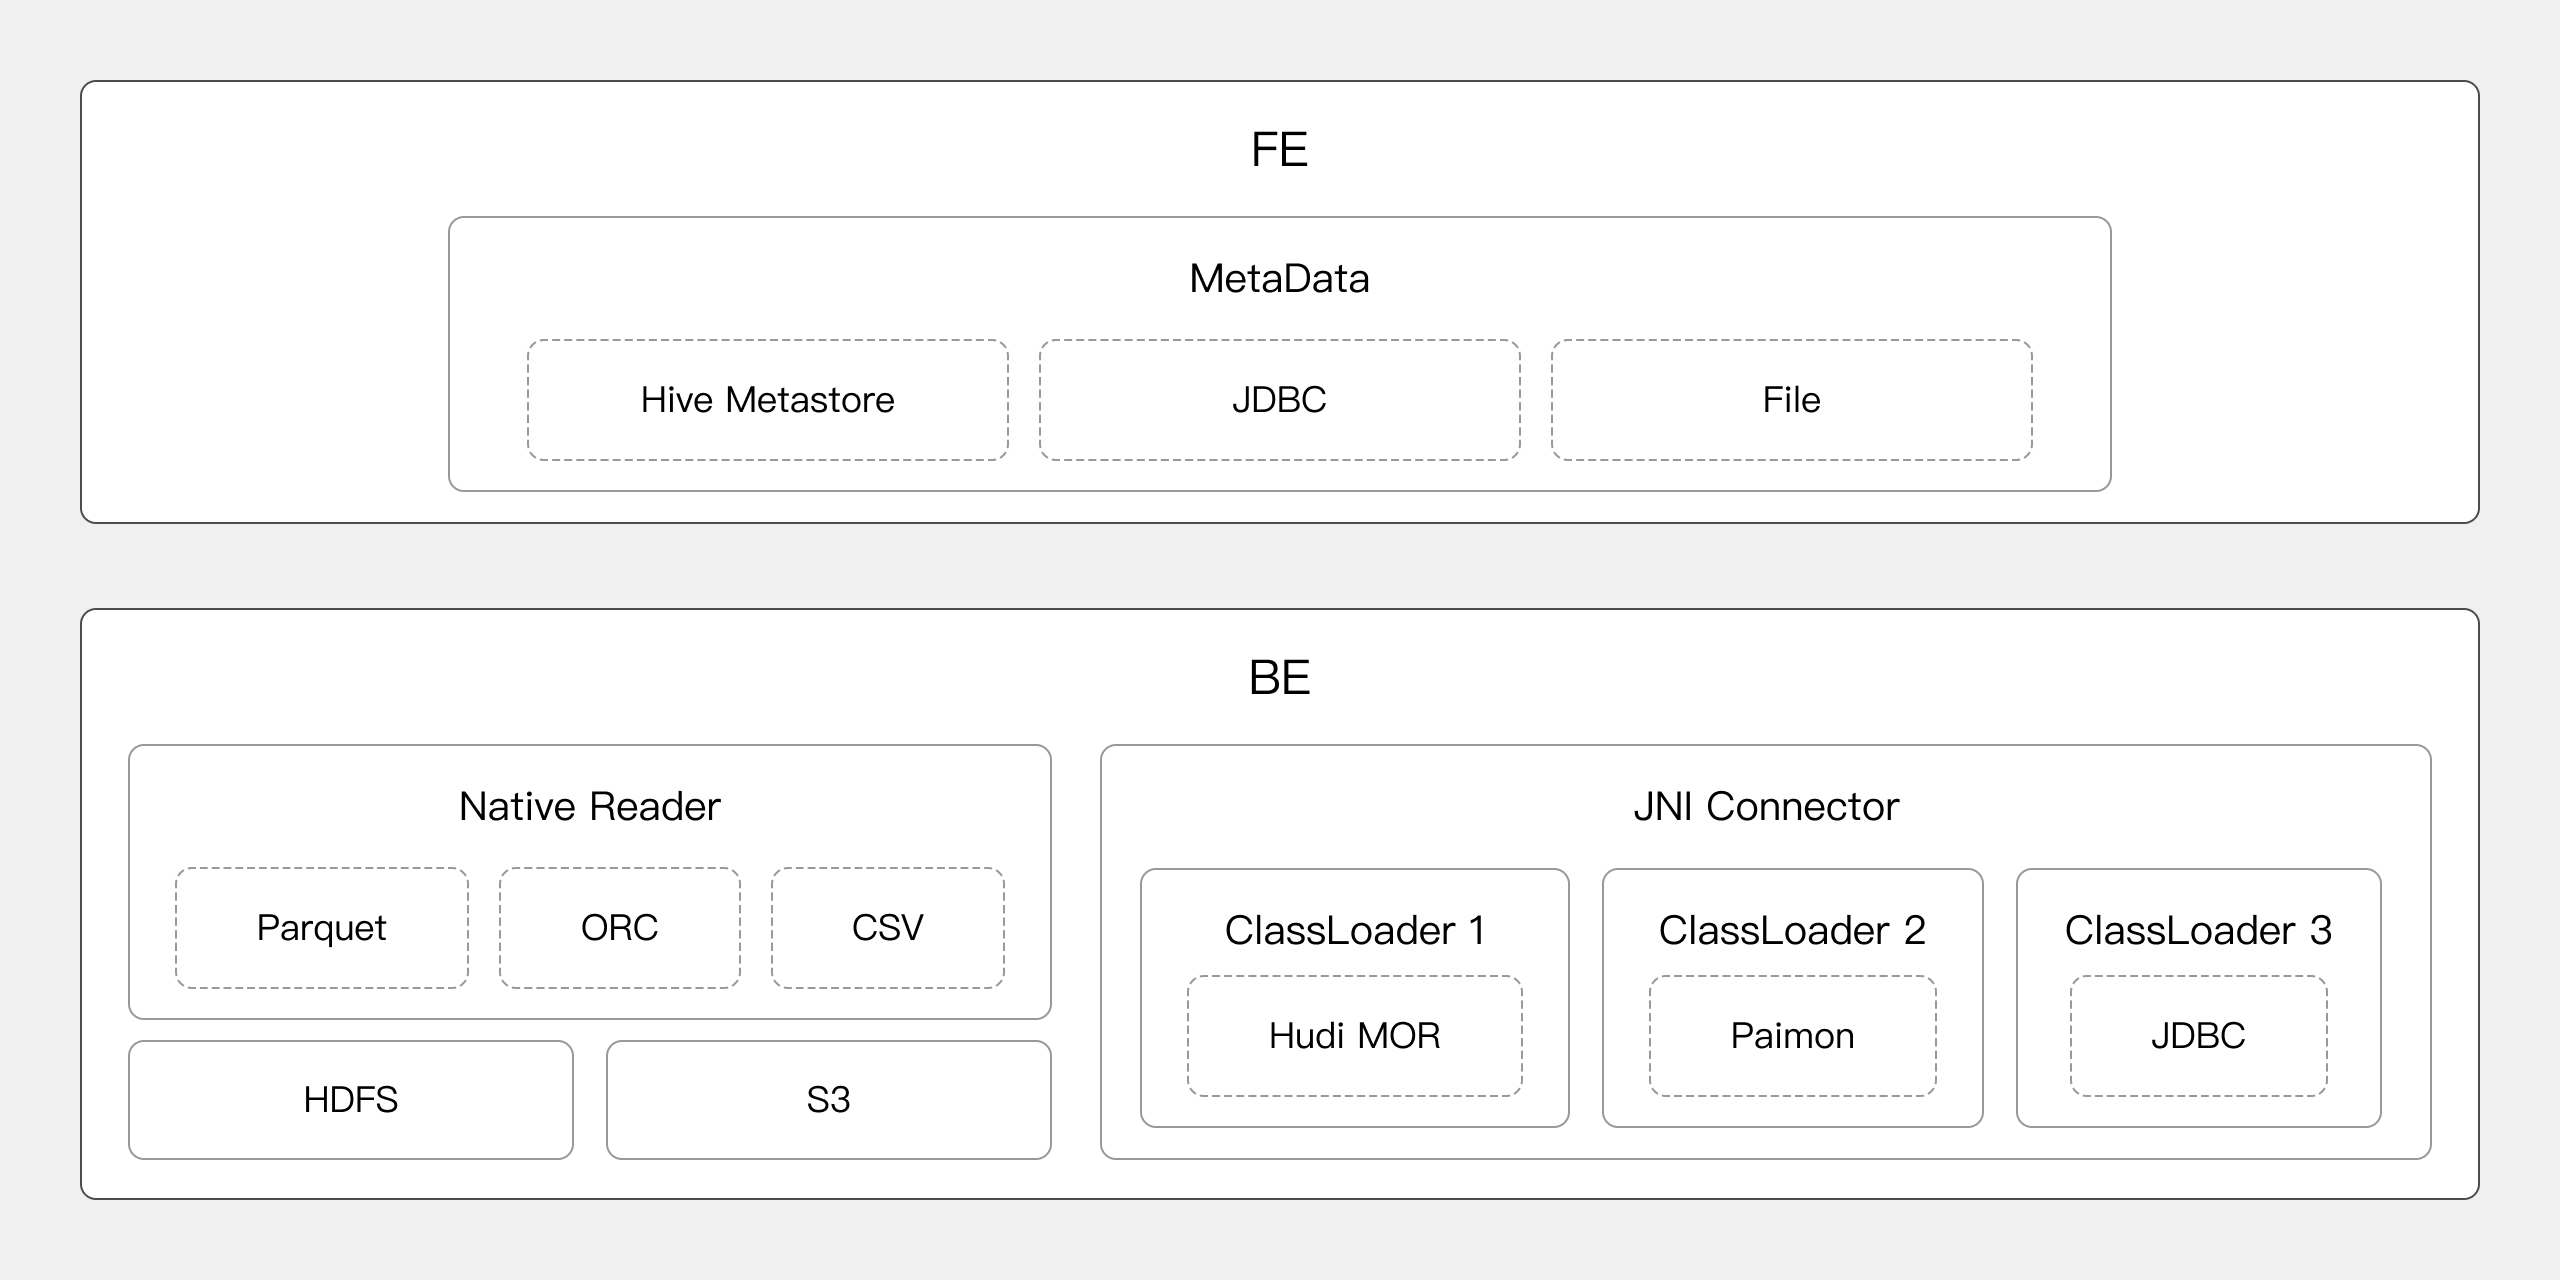 FE
MetaData
Hive Metastore
JDBC
File
BE
Native Reader
Parquet
ORC
CSV
HDFS
S3
JNI Connector
ClassLoader 1
Hudi MOR
ClassLoader 2
Paimon
ClassLoader 3
JDBC